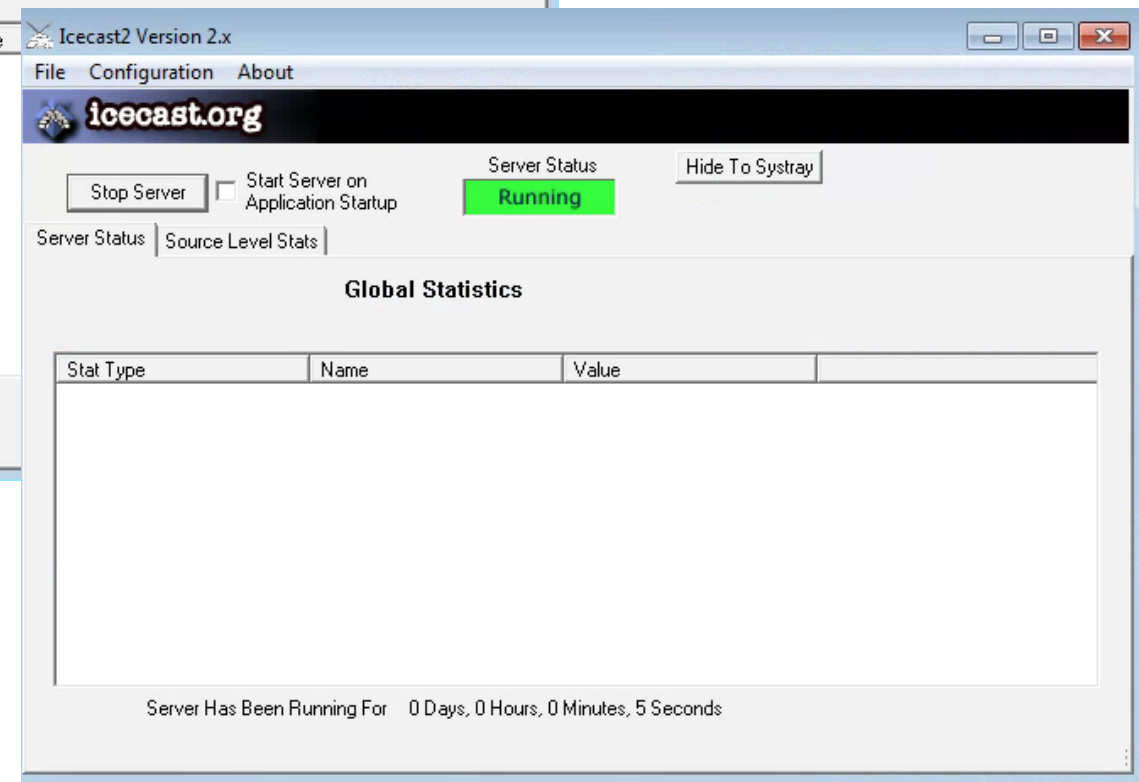 Icecast2 Version 2.x
File Configuration About
icecast.org
Stop Server
Start Server on
Application Startup
Server Status
Running
Hide To Systray
Server Status Source Level Stats
Global Statistics
Stat Type Name Value
Server Has Been Running For 0 Days, 0 Hours, 0 Minutes, 5 Seconds